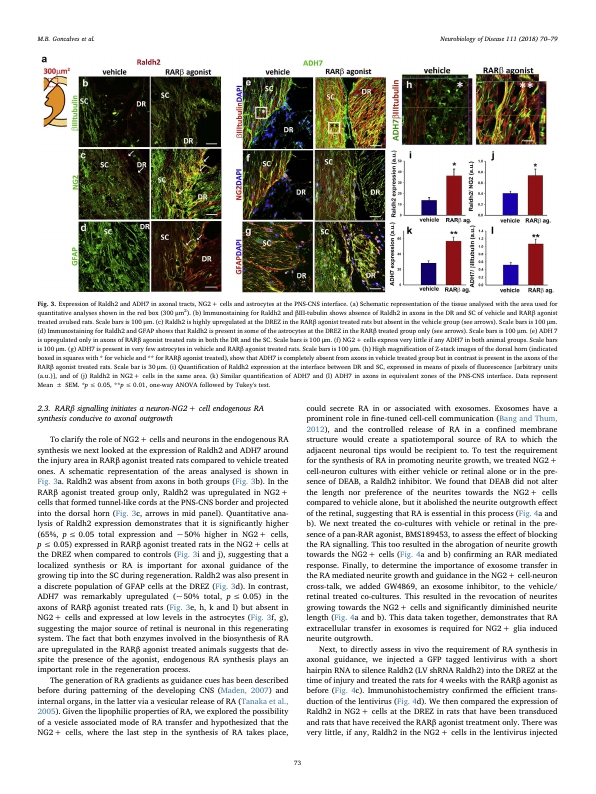 M.B. Goncalves et al.
Neurobiology of Disease 111 (2018) 70–79
a
Raldh2
ADH7
300μm²
vehicle
RARβ agonist
vehicle
RARβ agonist
vehicle
RARβ agonist
b
SC
DR
SC
DR
βIIItubulin
e
SC
DR
SC
DR
βIIItubulinDAPI
h
*
**
ADH7βIIItubulin
c
SC
DR
SC
DR
NG2
f
SC
DR
SC
DR
NG2DAPI
d
SC
DR
SC
DR
GFAP
g
SC
DR
SC
DR
GFAPDAPI
i
Raldh2 expression (a.u.)
*
vehicle
RARβ ag.
j
Raldh2/ NG2 (a.u.)
*
vehicle
RARβ ag.
k
ADH7 expression (a.u.)
**
vehicle
RARβ ag.
l
ADH7/ βIIItubulin (a.u.)
**
vehicle
RARβ ag.
Fig. 3. Expression of Raldh2 and ADH7 in axonal tracts, NG2+ cells and astrocytes at the PNS-CNS interface. (a) Schematic representation of the tissue analysed with the area used for
quantitative analyses shown in the red box (300 μm²). (b) Immunostaining for Raldh2 and βIII-tubulin shows absence of Raldh2 in axons in the DR and SC of vehicle and RARβ agonist
treated avulsed rats. Scale bar is 100 μm. (c) Raldh2 is highly upregulated at the DREZ in the RARβ agonist treated rats but absent in the vehicle group (see arrows). Scale bars is 100 μm.
(d) Immunostaining for Raldh2 and GFAP shows that Raldh2 is present in some of the astrocytes at the DREZ in the RARβ treated group only (see arrows). Scale bars is 100 μm. (e) ADH 7
is upregulated only in axons of RARβ agonist treated rats in both the DR and the SC. Scale bars is 100 μm. (f) NG2+ cells express very little if any ADH7 in both animal groups. Scale bars
is 100 μm. (g) ADH7 is present in very few astrocytes in vehicle and RARβ agonist treated rats. Scale bars is 100 μm. (h) High magnification of Z-stack images of the dorsal horn (indicated
boxed in squares with * for vehicle and ** for RARβ agonist treated), show that ADH7 is completely absent from axons in vehicle treated group but in contrast is present in the axons of the
RARβ agonist treated rats. Scale bar is 50 μm. (i) Quantification of Raldh2 expression at the interface between DR and SC, expressed in means of pixels of fluorescence [arbitrary units
(a.u.)], and of (j) Raldh2 in NG2+ cells in the same area. (k) Similar quantification of ADH7 and (l) ADH7 in axons in equivalent zones of the PNS-CNS interface. Data represent
Mean ± SEM. *p ≤ 0.05, **p ≤ 0.01, one-way ANOVA followed by Tukey's test.
2.3. RARβ signalling initiates a neuron-NG2+ cell endogenous RA
synthesis conducive to axonal outgrowth
To clarify the role of NG2+ cells and neurons in the endogenous RA
synthesis we next looked at the expression of Raldh2 and ADH7 around
the injury area in RARβ agonist treated rats compared to vehicle treated
ones. A schematic representation of the areas analysed is shown in
Fig. 3a. Raldh2 was absent from axons in both groups (Fig. 3b). In the
RARβ agonist treated group only, Raldh2 was upregulated in NG2+
cells that formed tunnel-like cords at the PNS-CNS border and projected
into the dorsal horn (Fig. 3c, arrows in mid panel). Quantitative ana-
lysis of Raldh2 expression demonstrates that it is significantly higher
(65%, p ≤ 0.05 total expression and ~50% higher in NG2+ cells,
p ≤ 0.05) expressed in RARβ agonist treated rats in the NG2+ cells at
the DREZ when compared to controls (Fig. 3i and j), suggesting that a
localized synthesis or RA is important for axonal guidance of the
growing tip into the SC during regeneration. Raldh2 was also present in
a discrete population of GFAP cells at the DREZ (Fig. 3d). In contrast,
ADH7 was remarkably upregulated (~50% total, p ≤ 0.05) in the
axons of RARβ agonist treated rats (Fig. 3e, h, k and l) but absent in
NG2+ cells and expressed at low levels in the astrocytes (Fig. 3f, g),
suggesting the major source of retinal is neuronal in this regenerating
system. The fact that both enzymes involved in the biosynthesis of RA
are upregulated in the RARβ agonist treated animals suggests that de-
spite the presence of the agonist, endogenous RA synthesis plays an
important role in the regeneration process.
The generation of RA gradients as guidance cues has been described
before during patterning of the developing CNS (Maden, 2007) and
internal organs, in the latter via a vesicular release of RA (Tanaka et al.,
2005). Given the lipophilic properties of RA, we explored the possibility
of a vesicle associated mode of RA transfer and hypothesized that the
NG2+ cells, where the last step in the synthesis of RA takes place,
could secrete RA in or associated with exosomes. Exosomes have a
prominent role in fine-tuned cell-cell communication (Bang and Thum,
2012), and the controlled release of RA in a confined membrane
structure would create a spatiotemporal source of RA to which the
adjacent neuronal tips would be recipient to. To test the requirement
for the synthesis of RA in promoting neurite growth, we treated NG2+
cell-neuron cultures with either vehicle or retinal alone or in the pre-
sence of DEAB, a Raldh2 inhibitor. We found that DEAB did not alter
the length nor preference of the neurites towards the NG2+ cells
compared to vehicle alone, but it abolished the neurite outgrowth effect
of the retinal, suggesting that RA is essential in this process (Fig. 4a and
b). We next treated the co-cultures with vehicle or retinal in the pre-
sence of a pan-RAR agonist, BMS189453, to assess the effect of blocking
the RA signalling. This too resulted in the abrogation of neurite growth
towards the NG2+ cells (Fig. 4a and b) confirming an RAR mediated
response. Finally, to determine the importance of exosome transfer in
the RA mediated neurite growth and guidance in the NG2+ cell-neuron
cross-talk, we added GW4869, an exosome inhibitor, to the vehicle/
retinal treated co-cultures. This resulted in the revocation of neurites
growing towards the NG2+ cells and significantly diminished neurite
length (Fig. 4a and b). This data taken together, demonstrates that RA
extracellular transfer in exosomes is required for NG2+ glia induced
neurite outgrowth.
Next, to directly assess in vivo the requirement of RA synthesis in
axonal guidance, we injected a GFP tagged lentivirus with a short
hairpin RNA to silence Raldh2 (LV shRNA Raldh2) into the DREZ at the
time of injury and treated the rats for 4 weeks with the RARβ agonist as
before (Fig. 4c). Immunohistochemistry confirmed the efficient trans-
duction of the lentivirus (Fig. 4d). We then compared the expression of
Raldh2 in NG2+ cells at the DREZ in rats that have been transduced
and rats that have received the RARβ agonist treatment only. There was
very little, if any, Raldh2 in the NG2+ cells in the lentivirus injected
73